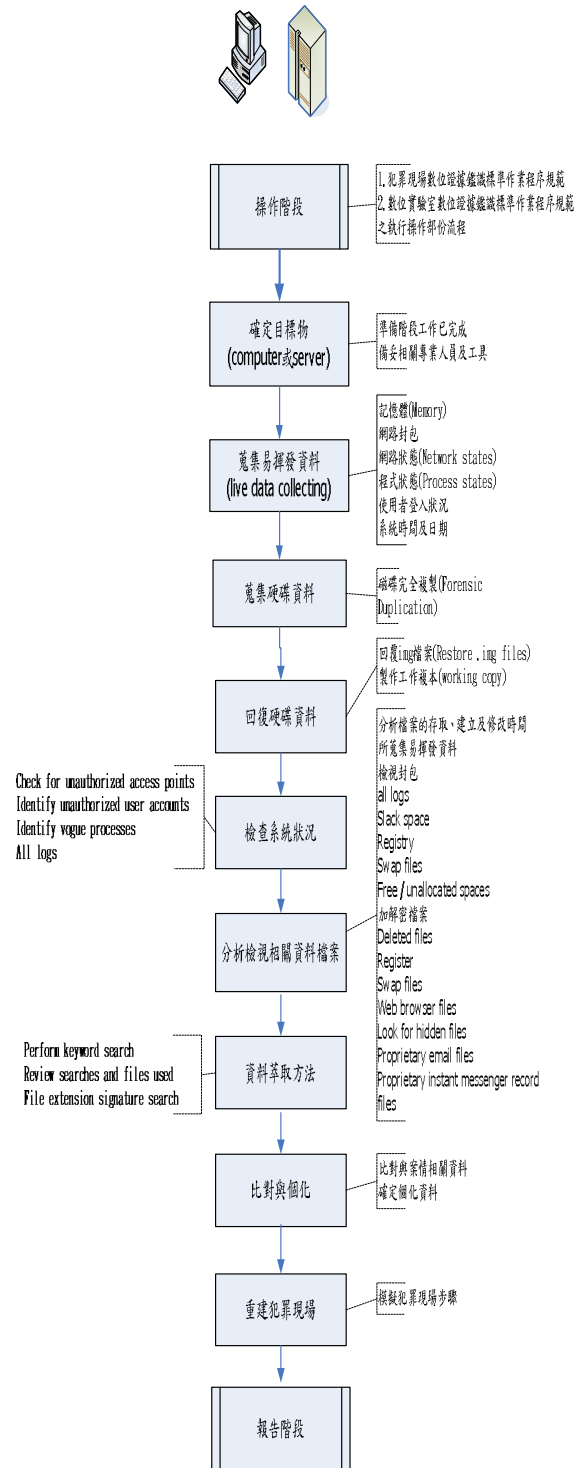 操作階段
1.犯罪現場數位證據鑑識標準作業程序規範
2.數位實驗室數位證據鑑識標準作業程序規範
之執行操作部份流程
確定目標物
(computer或server)
準備階段工作已完成
備妥相關專業人員及工具
蒐集易揮發資料
(live data collecting)
記憶體(Memory)
網路封包
網路狀態(Network states)
程式狀態(Process states)
使用者登入狀況
系統時間及日期
蒐集硬碟資料
磁碟完全複製(Forensic
Duplication)
回復硬碟資料
回覆img檔案(Restore .img files)
製作工作複本(working copy)
檢查系統狀況
Check for unauthorized access points
Identify unauthorized user accounts
Identify vogue processes
All logs
分析檢視相關資料檔案
分析檔案的存取、建立及修改時間
所蒐集易揮發資料
檢視封包
all logs
Slack space
Registry
Swap files
Free / unallocated spaces
加解密檔案
Deleted files
Register
Swap files
Web browser files
Look for hidden files
Proprietary email files
Proprietary instant messenger record
files
資料萃取方法
Perform keyword search
Review searches and files used
File extension signature search
比對與個化
比對與案情相關資料
確定個化資料
重建犯罪現場
模擬犯罪現場步驟
報告階段